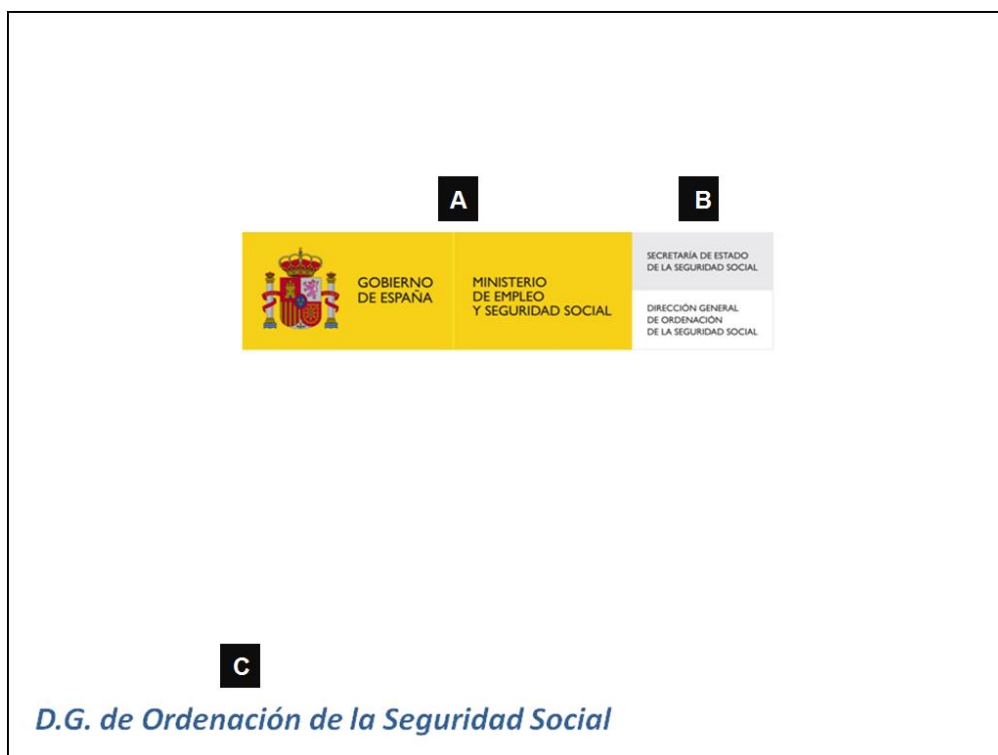 A
B
GOBIERNO
DE ESPAÑA
MINISTERIO
DE EMPLEO
Y SEGURIDAD SOCIAL
SECRETARÍA DE ESTADO
DE LA SEGURIDAD SOCIAL
DIRECCIÓN GENERAL
DE ORDENACIÓN
DE LA SEGURIDAD SOCIAL
C
D.G. de Ordenación de la Seguridad Social